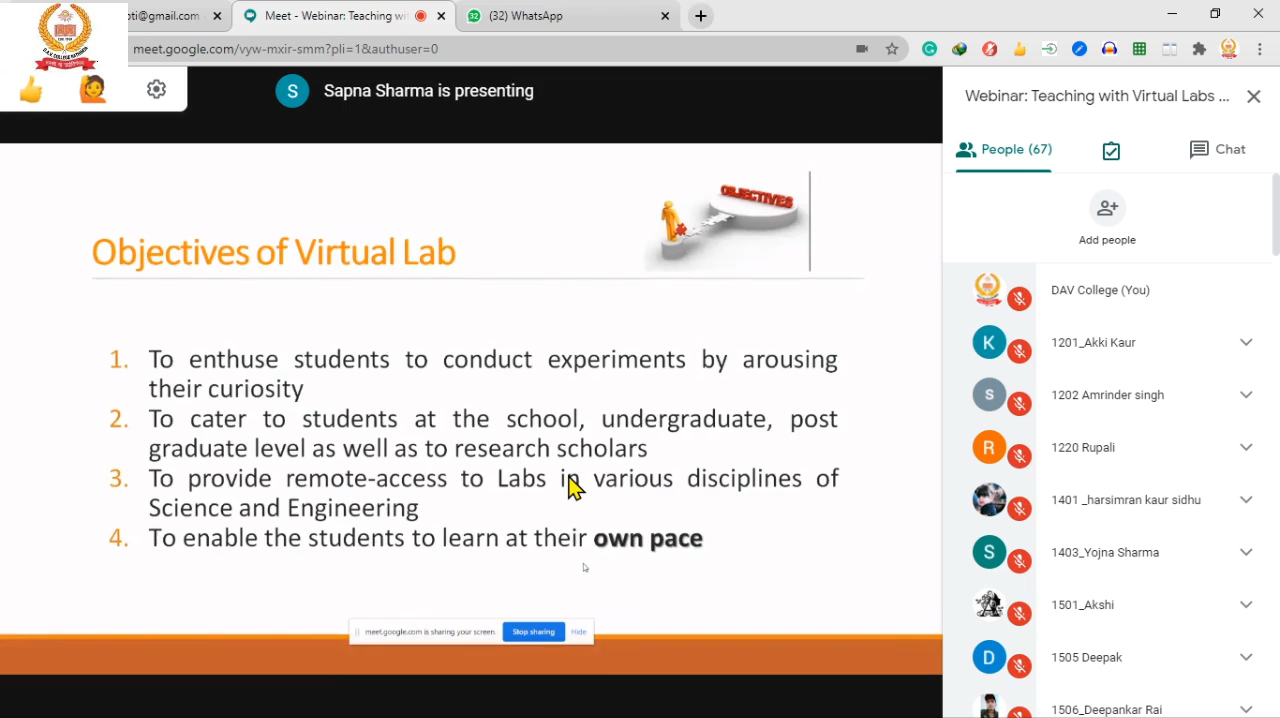 oti@gmail.com
Meet - Webinar: Teaching with
(32) WhatsApp
meet.google.com/vyw-mxir-smm?pli=1&authuser=0
S
Sapna Sharma is presenting
OBJECTIVES
Objectives of Virtual Lab
1. To enthuse students to conduct experiments by arousing
their curiosity
2. To cater to students at the school, undergraduate, post
graduate level as well as to research scholars
3. To provide remote-access to Labs in various disciplines of
Science and Engineering
4. To enable the students to learn at their own pace
meet.google.com is sharing your screen.
Stop sharing
Hide
Webinar: Teaching with Virtual Labs ...
People (67)
Chat
Add people
DAV College (You)
K
1201_Akki Kaur
S
1202 Amrinder singh
R
1220 Rupali
1401 _harsimran kaur sidhu
S
1403_Yojna Sharma
1501_Akshi
D
1505 Deepak
1506_Deepankar Rai